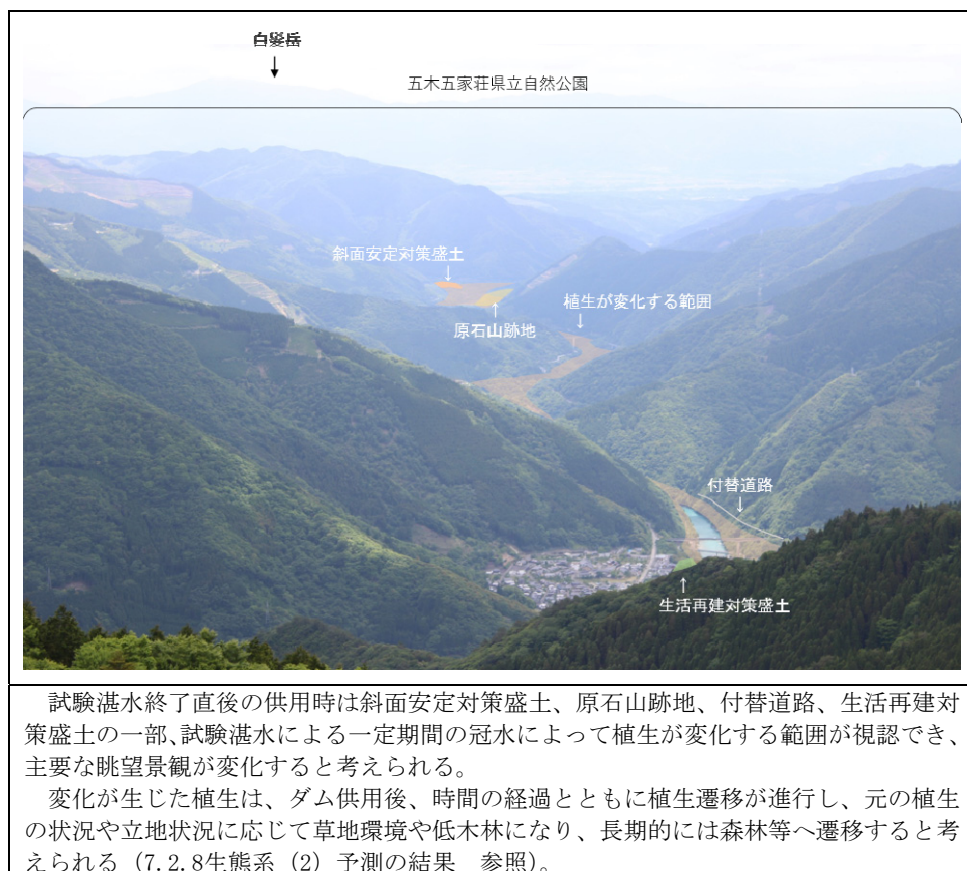 白髪岳
↓
五木五家荘県立自然公園
斜面安定対策盛土
↓
植生が変化する範囲
↓
↑
原石山跡地
付替道路
↓
↑
生活再建対策盛土
　試験湛水終了直後の供用時は斜面安定対策盛土、原石山跡地、付替道路、生活再建対
策盛土の一部、試験湛水による一定期間の冠水によって植生が変化する範囲が視認でき、
主要な眺望景観が変化すると考えられる。
　変化が生じた植生は、ダム供用後、時間の経過とともに植生遷移が進行し、元の植生
の状況や立地状況に応じて草地環境や低木林になり、長期的には森林等へ遷移すると考
えられる（7.2.8生態系（2）予測の結果　参照）。